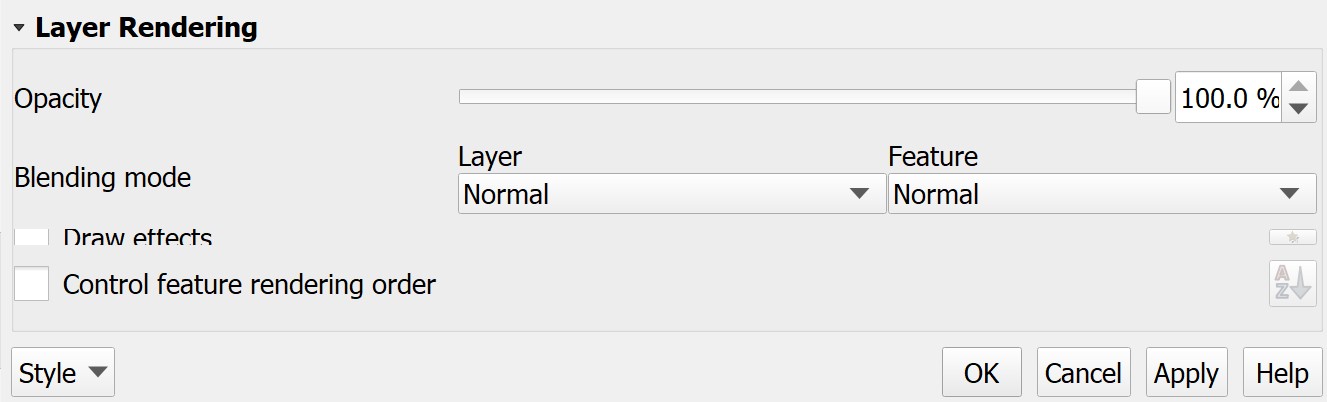 Layer Rendering
Opacity
100.0 %
Layer Feature
Blending mode
Normal Normal
Draw effects
Control feature rendering order
A
Z
Style OK Cancel Apply Help